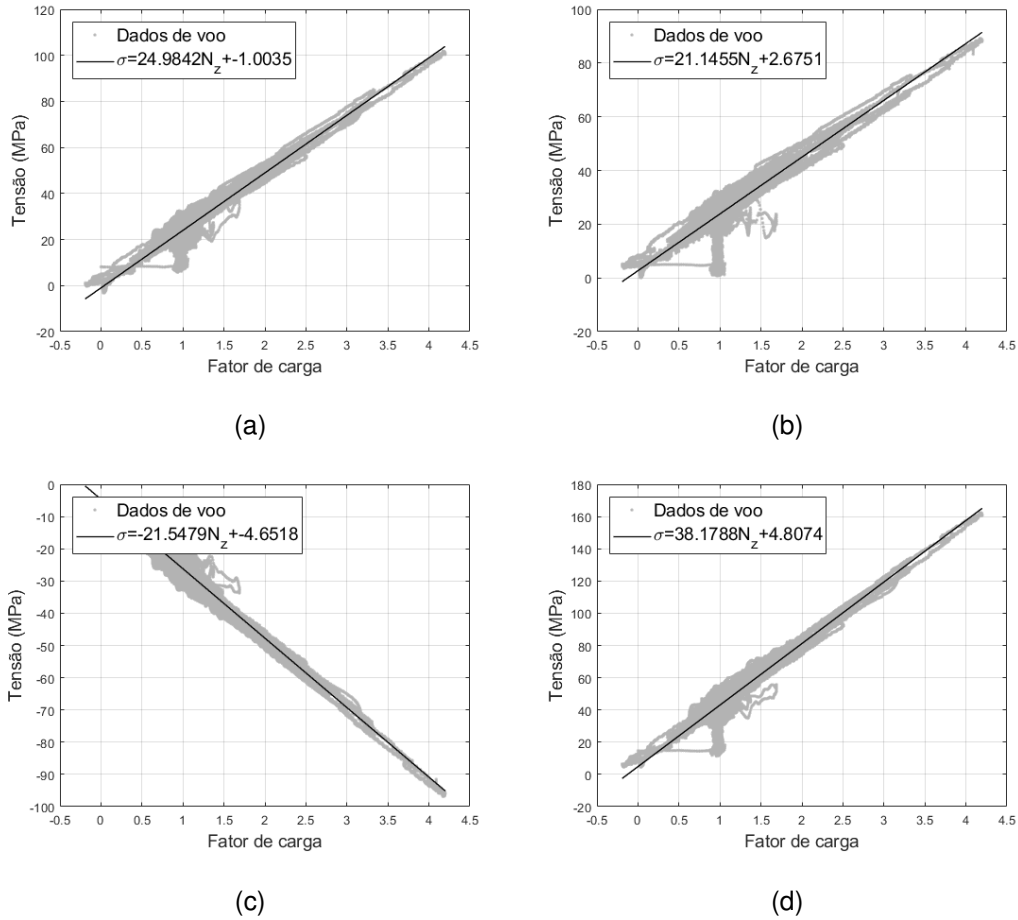 120
100
80
60
40
20
0
-20
Tensão (MPa)
Dados de voo
σ=24.9842N_z+-1.0035
-0.5 0 0.5 1 1.5 2 2.5 3 3.5 4 4.5
Fator de carga
(a)
100
80
60
40
20
0
-20
Tensão (MPa)
Dados de voo
σ=21.1455N_z+2.6751
-0.5 0 0.5 1 1.5 2 2.5 3 3.5 4 4.5
Fator de carga
(b)
0
-10
-20
-30
-40
-50
-60
-70
-80
-90
-100
Tensão (MPa)
Dados de voo
σ=-21.5479N_z+-4.6518
-0.5 0 0.5 1 1.5 2 2.5 3 3.5 4 4.5
Fator de carga
(c)
180
160
140
120
100
80
60
40
20
0
-20
Tensão (MPa)
Dados de voo
σ=38.1788N_z+4.8074
-0.5 0 0.5 1 1.5 2 2.5 3 3.5 4 4.5
Fator de carga
(d)